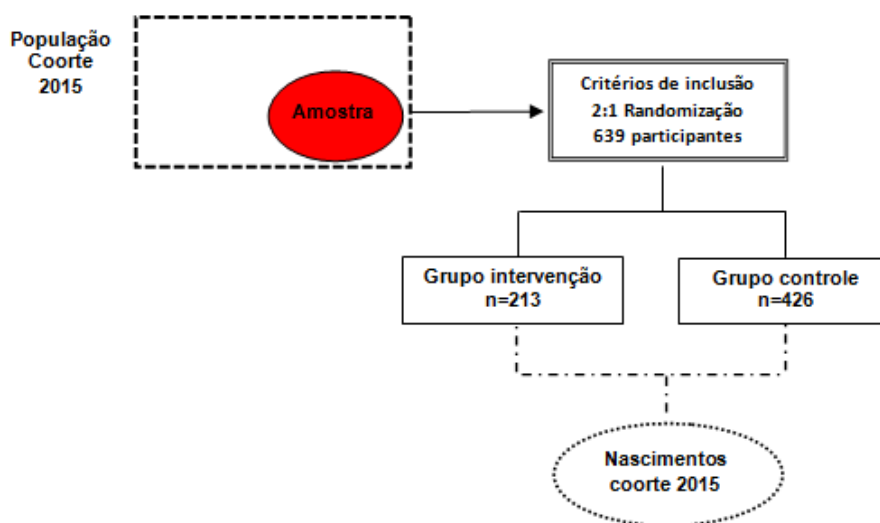 População
Coorte
2015
Amostra
Critérios de inclusão
2:1 Randomização
639 participantes
Grupo intervenção
n=213
Grupo controle
n=426
Nascimentos
coorte 2015